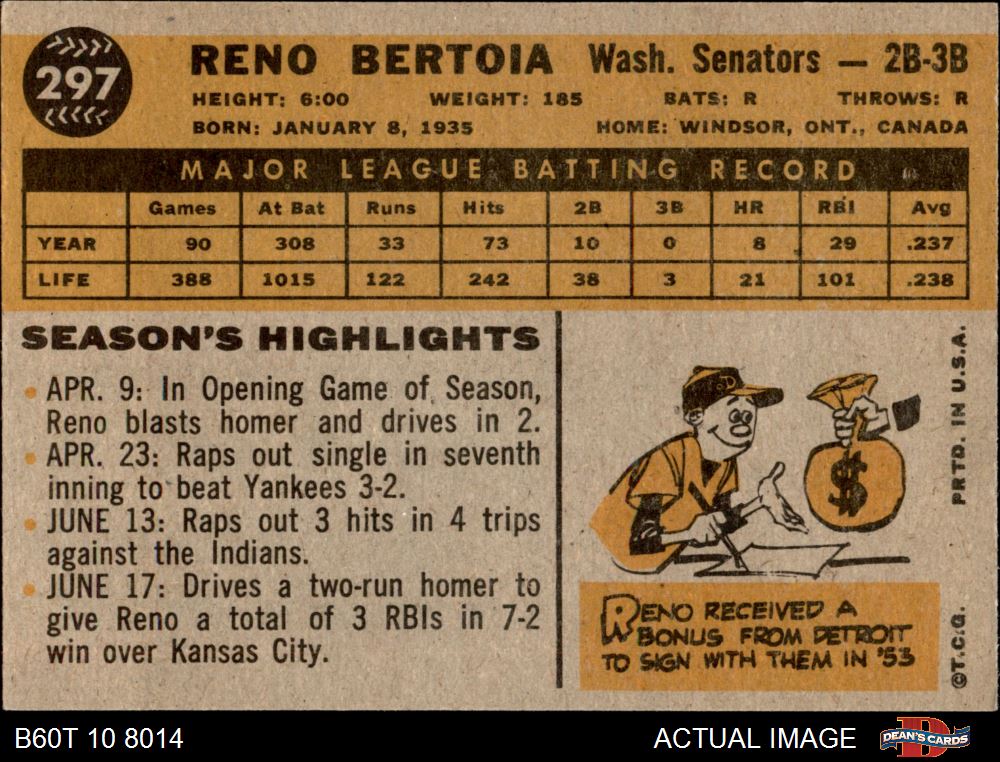 297
RENO BERTOIA Wash. Senators — 2B-3B
HEIGHT: 6:00 WEIGHT: 185 BATS: R THROWS: R
BORN: JANUARY 8, 1935 HOME: WINDSOR, ONT., CANADA
MAJOR LEAGUE BATTING RECORD
Games At Bat Runs Hits 2B 3B HR RBI Avg
YEAR 90 308 33 73 10 0 8 29 .237
LIFE 388 1015 122 242 38 3 21 101 .238
SEASON'S HIGHLIGHTS
• APR. 9: In Opening Game of Season,
Reno blasts homer and drives in 2.
• APR. 23: Raps out single in seventh
inning to beat Yankees 3-2.
• JUNE 13: Raps out 3 hits in 4 trips
against the Indians.
• JUNE 17: Drives a two-run homer to
give Reno a total of 3 RBIs in 7-2
win over Kansas City.
D
$
RENO RECEIVED A
BONUS FROM DETROIT
TO SIGN WITH THEM IN '53
©T.C.G. PRTD. IN U.S.A.
B60T 10 8014 ACTUAL IMAGE
D
DEAN'S CARDS